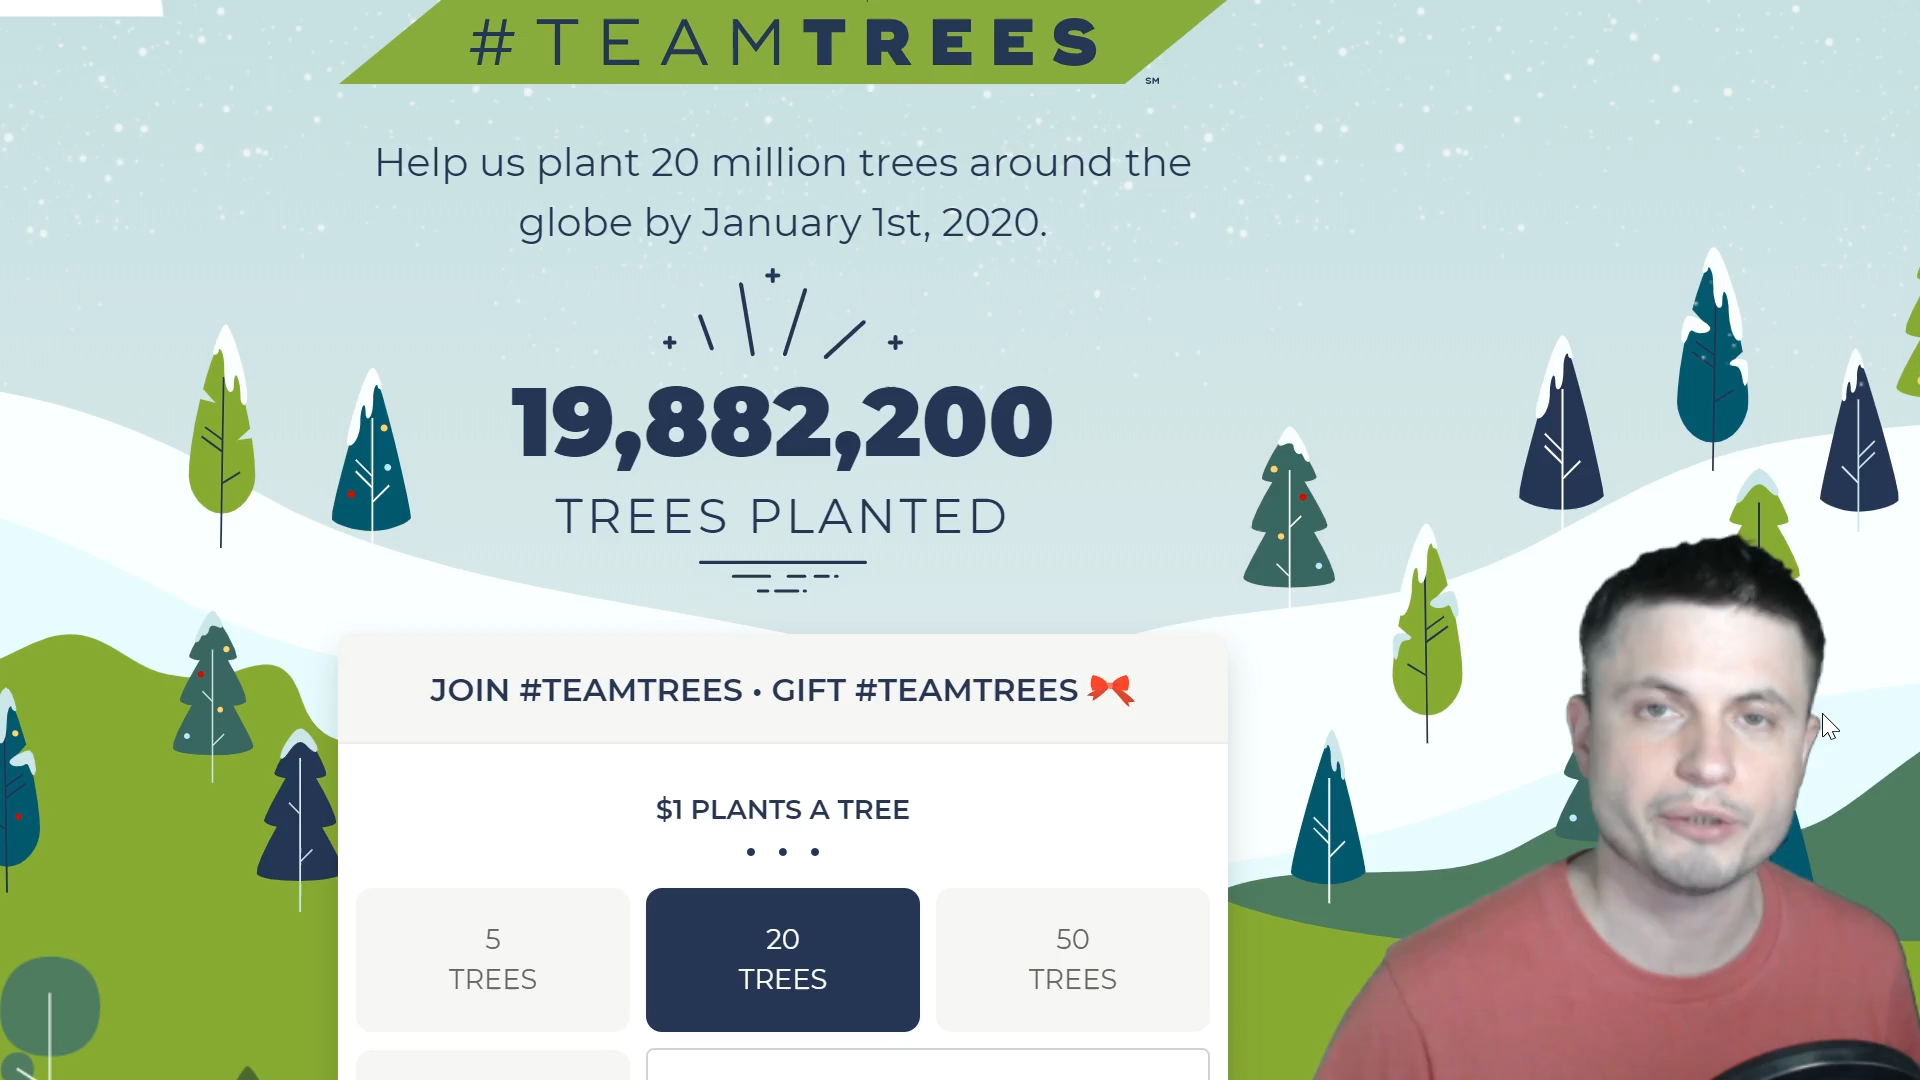 #TEAMTREES
SM
Help us plant 20 million trees around the
globe by January 1st, 2020.
19,882,200
TREES PLANTED
JOIN #TEAMTREES • GIFT #TEAMTREES
$1 PLANTS A TREE
5
TREES
20
TREES
50
TREES